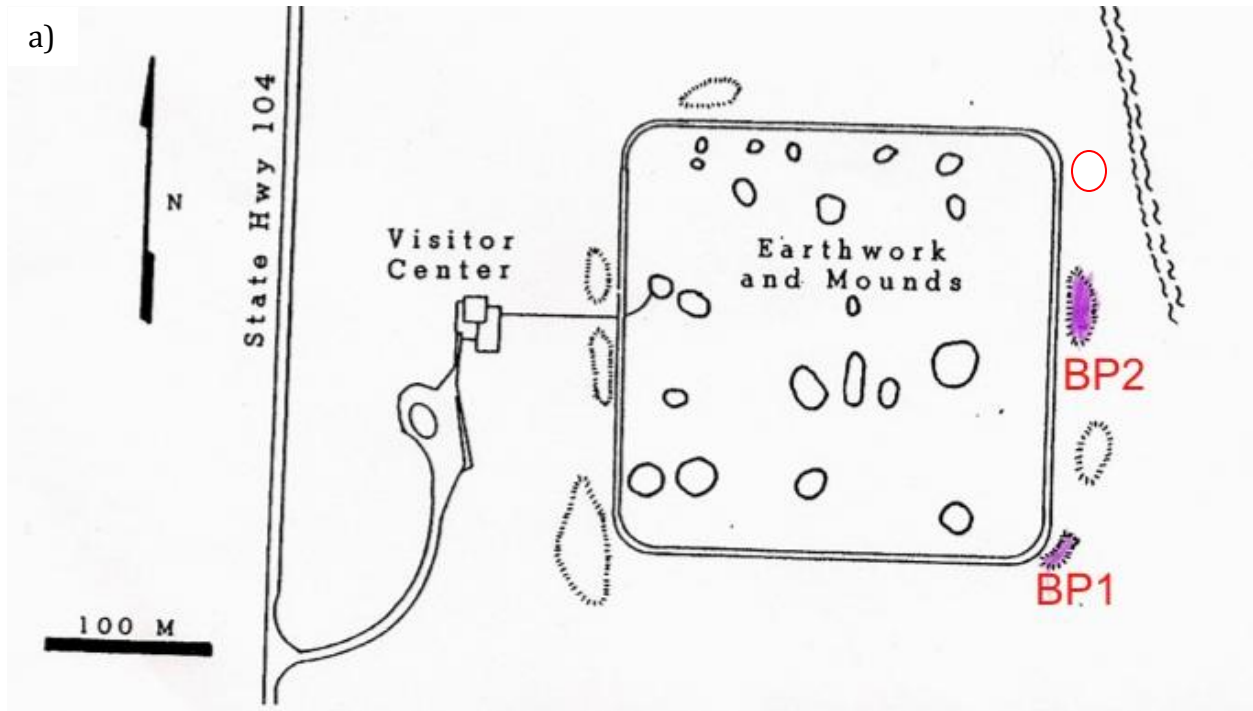 a)
State Hwy 104
N
Visitor
Center
Earthwork
and Mounds
BP2
BP1
100 M